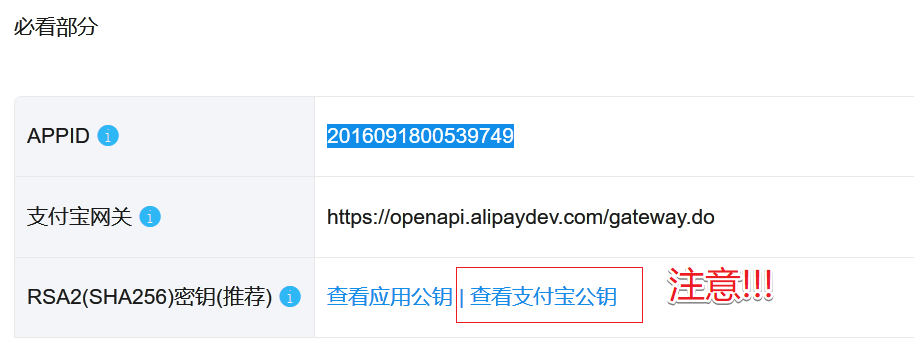 必看部分
APPID i 2016091800539749
支付宝网关 i https://openapi.alipaydev.com/gateway.do
RSA2(SHA256)密钥(推荐) i 查看应用公钥 | 查看支付宝公钥 注意!!!